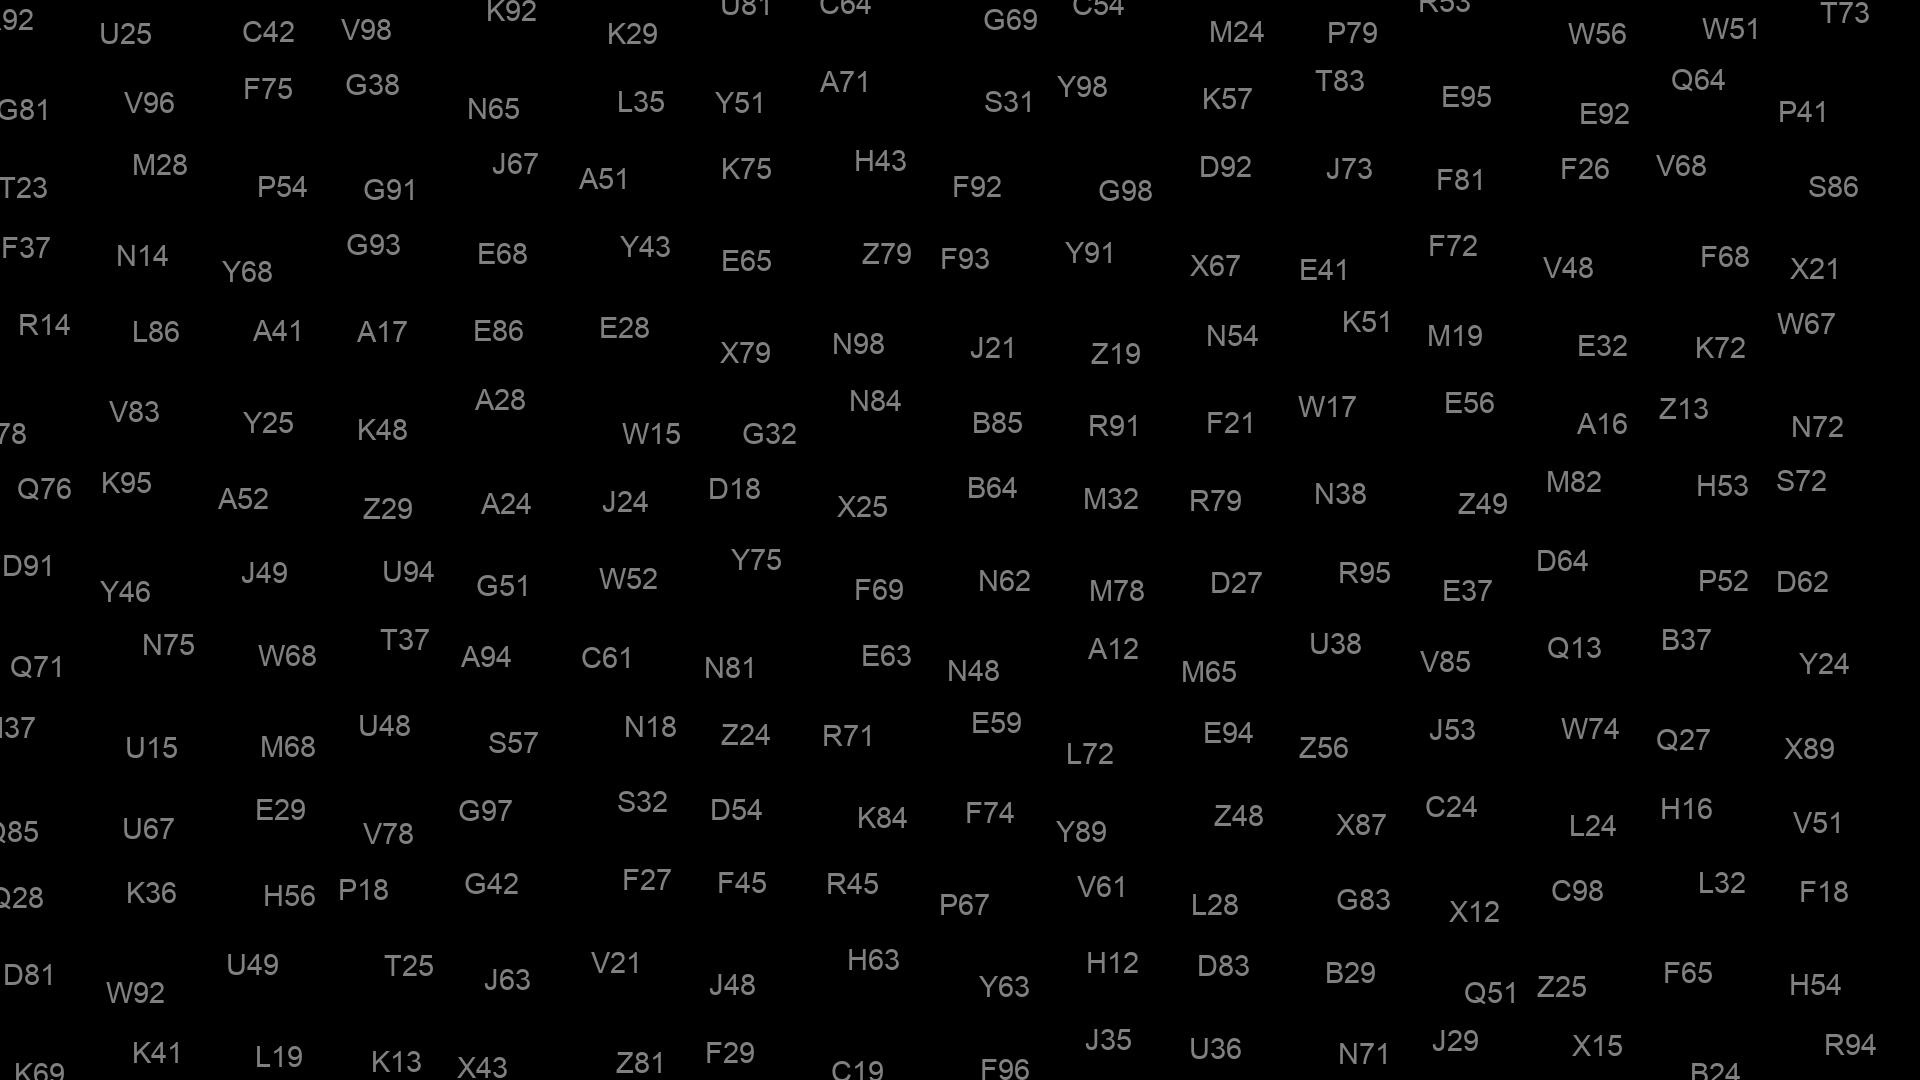 U25 C42 V98 K92 K29 U81 C64 G69 C54 M24 P79 R53 W56 W51 T73
G81 V96 F75 G38 N65 L35 Y51 A71 S31 Y98 K57 T83 E95 E92 Q64 P41
T23 M28 P54 G91 J67 A51 K75 H43 F92 G98 D92 J73 F81 F26 V68 S86
F37 N14 Y68 G93 E68 Y43 E65 Z79 F93 Y91 X67 E41 F72 V48 F68 X21
R14 L86 A41 A17 E86 E28 X79 N98 J21 Z19 N54 K51 M19 E32 K72 W67
78 V83 Y25 K48 A28 W15 G32 N84 B85 R91 F21 W17 E56 A16 Z13 N72
Q76 K95 A52 Z29 A24 J24 D18 X25 B64 M32 R79 N38 Z49 M82 H53 S72
D91 Y46 J49 U94 G51 W52 Y75 F69 N62 M78 D27 R95 E37 D64 P52 D62
Q71 N75 W68 T37 A94 C61 N81 E63 N48 A12 M65 U38 V85 Q13 B37 Y24
37 U15 M68 U48 S57 N18 Z24 R71 E59 L72 E94 Z56 J53 W74 Q27 X89
Q85 U67 E29 V78 G97 S32 D54 K84 F74 Y89 Z48 X87 C24 L24 H16 V51
Q28 K36 H56 P18 G42 F27 F45 R45 P67 V61 L28 G83 X12 C98 L32 F18
D81 W92 U49 T25 J63 V21 J48 H63 Y63 H12 D83 B29 Q51 Z25 F65 H54
K69 K41 L19 K13 X43 Z81 F29 C19 F96 J35 U36 N71 J29 X15 B24 R94